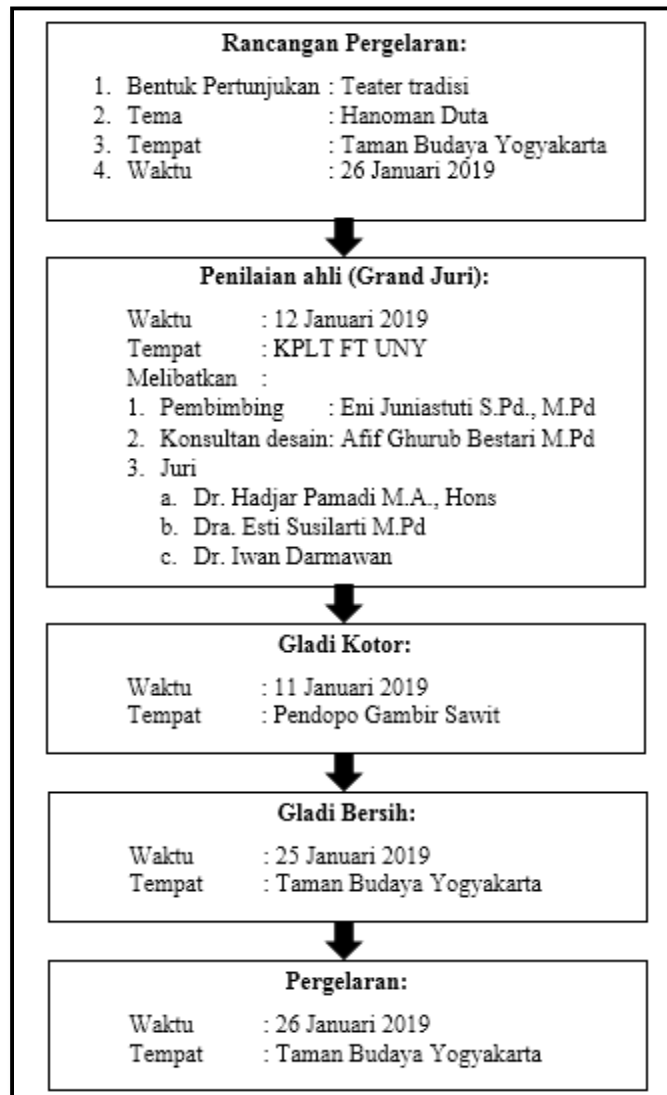 Rancangan Pergelaran:
1. Bentuk Pertunjukan : Teater tradisi
2. Tema : Hanoman Duta
3. Tempat : Taman Budaya Yogyakarta
4. Waktu : 26 Januari 2019
Penilaian ahli (Grand Juri):
Waktu : 12 Januari 2019
Tempat : KPLT FT UNY
Melibatkan :
1. Pembimbing : Eni Juniastuti S.Pd., M.Pd
2. Konsultan desain: Afif Ghurub Bestari M.Pd
3. Juri
a. Dr. Hadjar Pamadi M.A., Hons
b. Dra. Esti Susilarti M.Pd
c. Dr. Iwan Darmawan
Gladi Kotor:
Waktu : 11 Januari 2019
Tempat : Pendopo Gambir Sawit
Gladi Bersih:
Waktu : 25 Januari 2019
Tempat : Taman Budaya Yogyakarta
Pergelaran:
Waktu : 26 Januari 2019
Tempat : Taman Budaya Yogyakarta